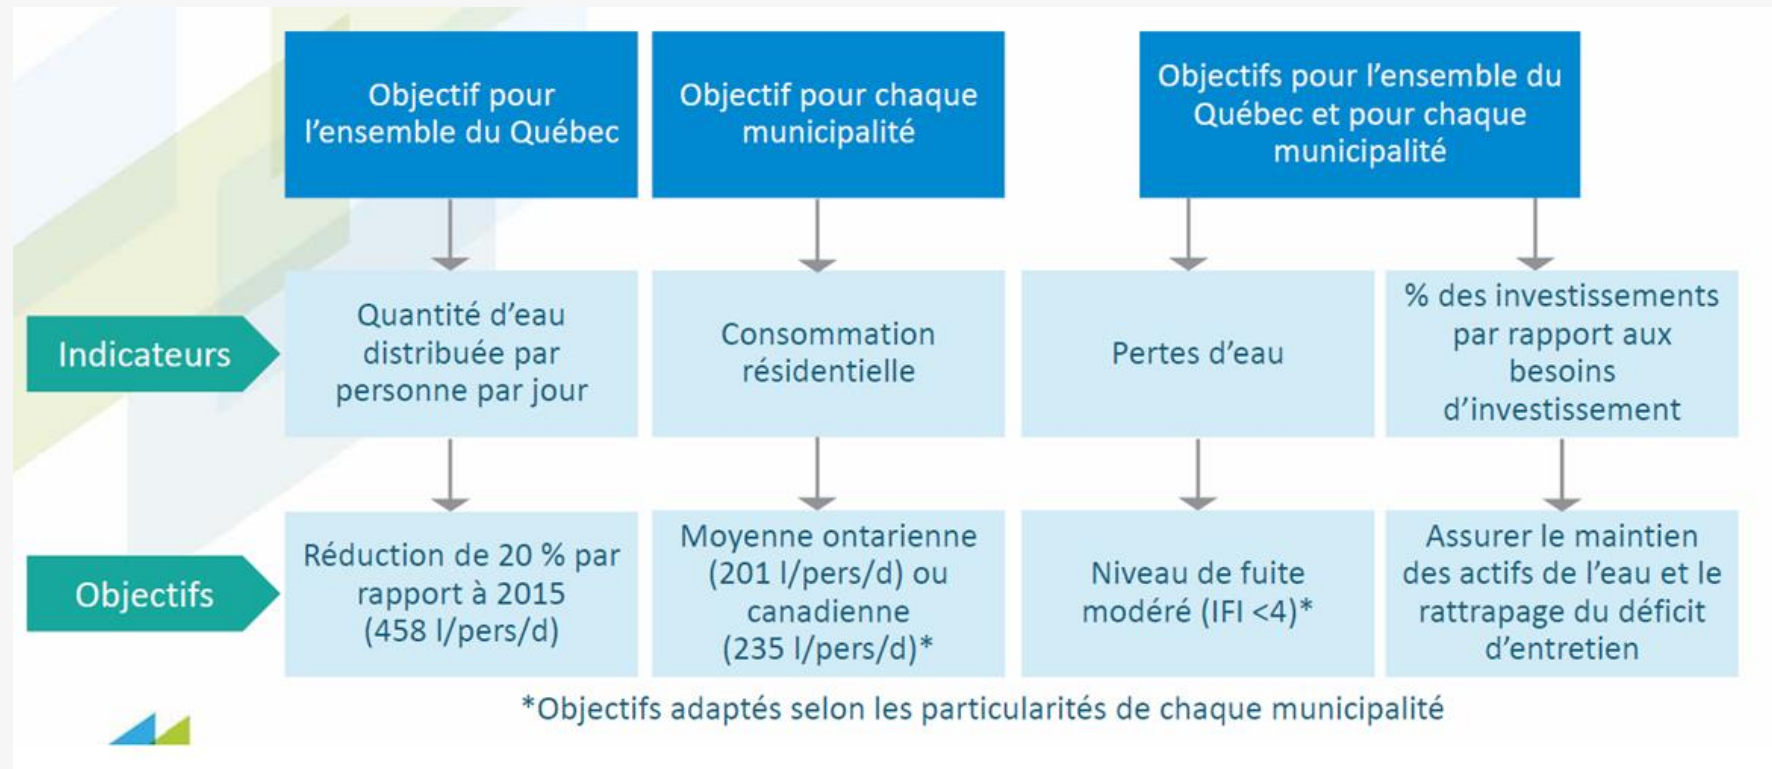 Objectif pour
l’ensemble du Québec
Objectif pour chaque
municipalité
Objectifs pour l’ensemble du
Québec et pour chaque
municipalité
Indicateurs
Quantité d’eau
distribuée par
personne par jour
Consommation
résidentielle
Pertes d’eau
% des investissements
par rapport aux
besoins
d’investissement
Objectifs
Réduction de 20 % par
rapport à 2015
(458 l/pers/d)
Moyenne ontarienne
(201 l/pers/d) ou
canadienne
(235 l/pers/d)*
Niveau de fuite
modéré (IFI <4)*
Assurer le maintien
des actifs de l’eau et le
rattrapage du déficit
d’entretien
*Objectifs adaptés selon les particularités de chaque municipalité